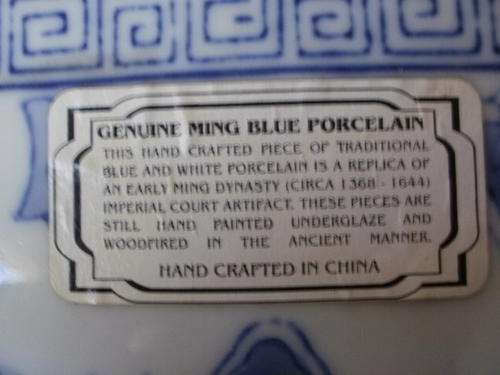 GENUINE MING BLUE PORCELAIN
THIS HAND CRAFTED PIECE OF TRADITIONAL
BLUE AND WHITE PORCELAIN IS A REPLICA OF
AN EARLY MING DYNASTY (CIRCA 1368 - 1644)
IMPERIAL COURT ARTIFACT. THESE PIECES ARE
STILL HAND PAINTED UNDERGLAZE AND
WOODFIRED IN THE ANCIENT MANNER.
HAND CRAFTED IN CHINA